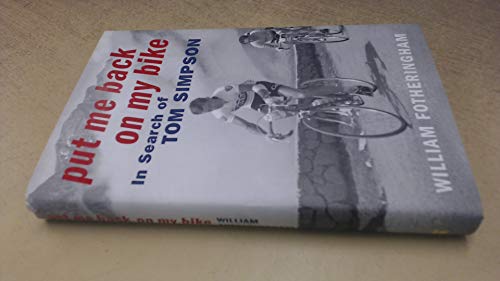 put me back
on my bike
In Search of
TOM SIMPSON
WILLIAM FOTHERINGHAM
put me back on my bike WILLIAM